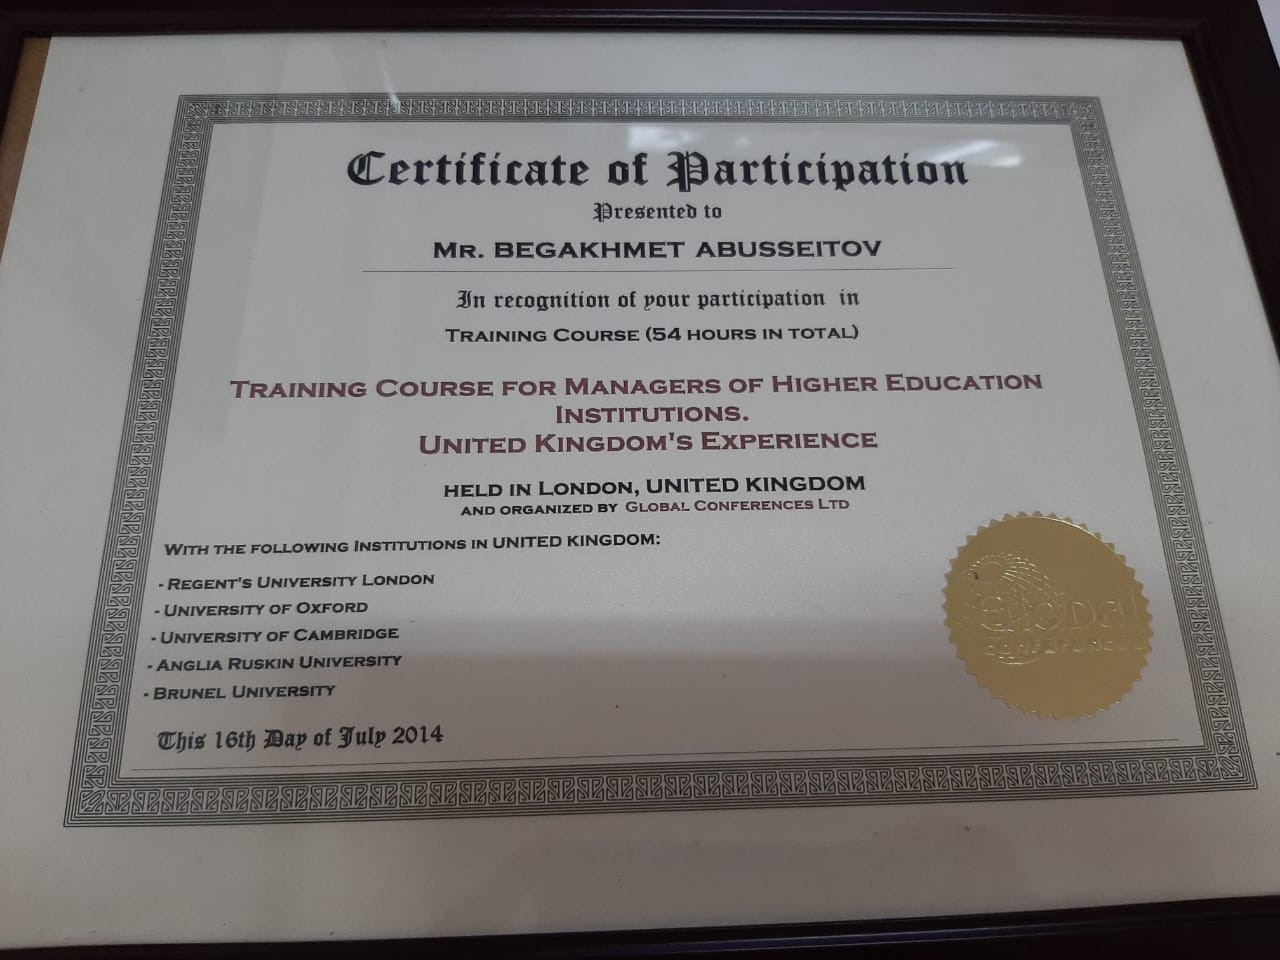 Certificate of Participation
Presented to
MR. BEGAKHMET ABUSSEITOV
In recognition of your participation in
TRAINING COURSE (54 HOURS IN TOTAL)
TRAINING COURSE FOR MANAGERS OF HIGHER EDUCATION
INSTITUTIONS.
UNITED KINGDOM'S EXPERIENCE
HELD IN LONDON, UNITED KINGDOM
AND ORGANIZED BY GLOBAL CONFERENCES LTD
WITH THE FOLLOWING INSTITUTIONS IN UNITED KINGDOM:
- REGENT'S UNIVERSITY LONDON
- UNIVERSITY OF OXFORD
- UNIVERSITY OF CAMBRIDGE
- ANGLIA RUSKIN UNIVERSITY
- BRUNEL UNIVERSITY
Global
conferences
This 16th Day of July 2014